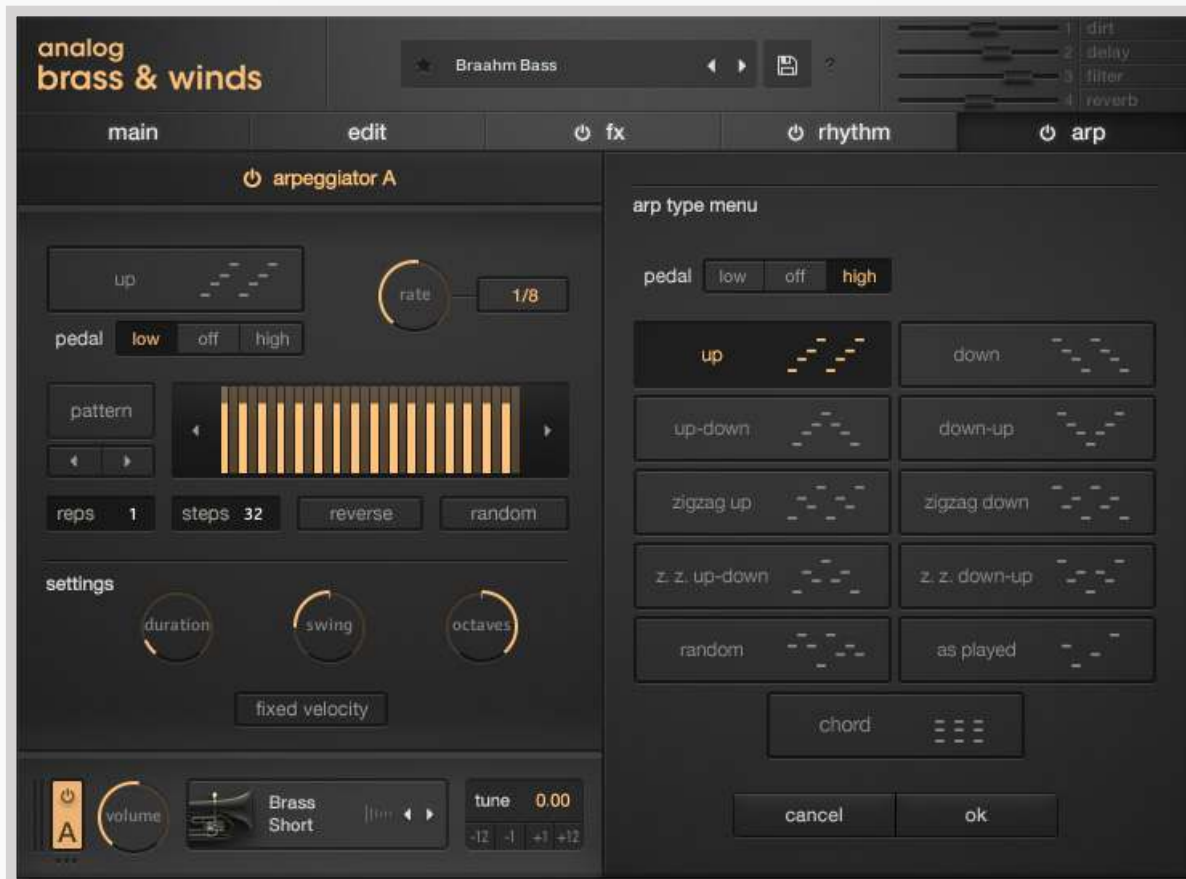 analog
brass & winds
Braahm Bass
?
1 dirt
2 delay
3 filter
4 reverb
main
edit
fx
rhythm
arp
arpeggiator A
up
rate
1/8
pedal low off high
pattern
reps 1
steps 32
reverse
random
settings
duration
swing
octaves
fixed velocity
A
volume
Brass
Short
tune 0.00
-12 -1 +1 +12
arp type menu
pedal low off high
up
down
up-down
down-up
zigzag up
zigzag down
z. z. up-down
z. z. down-up
random
as played
chord
cancel
ok